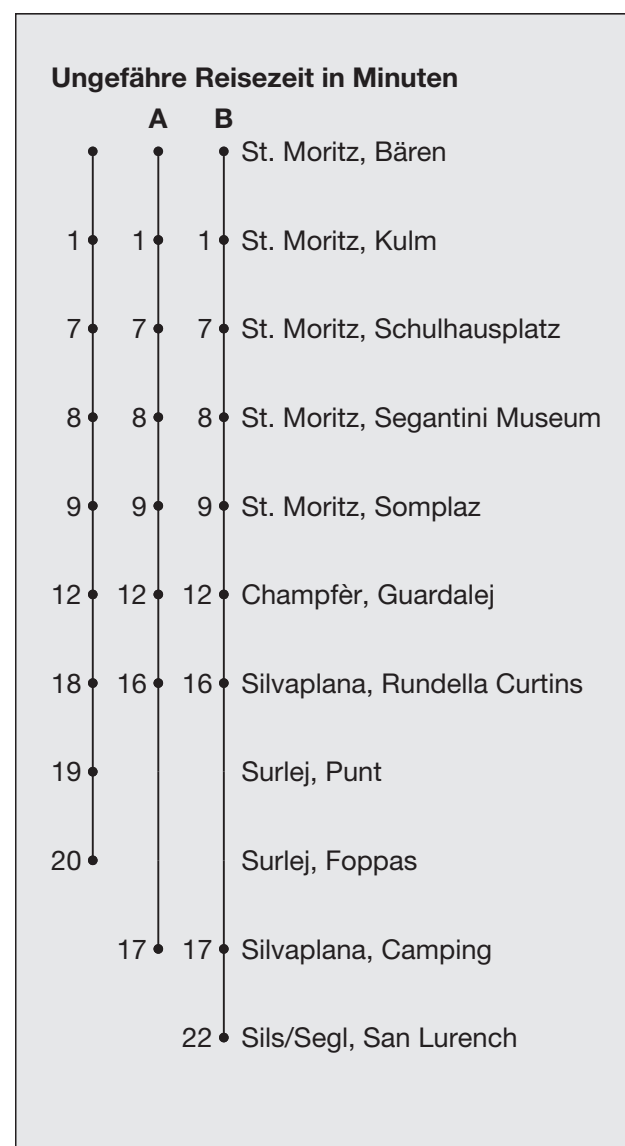 Ungefähre Reisezeit in Minuten
A B
St. Moritz, Bären
1 1 1 St. Moritz, Kulm
7 7 7 St. Moritz, Schulhausplatz
8 8 8 St. Moritz, Segantini Museum
9 9 9 St. Moritz, Somplaz
12 12 12 Champfèr, Guardalej
18 16 16 Silvaplana, Rundella Curtins
19 Surlej, Punt
20 Surlej, Foppas
17 17 Silvaplana, Camping
22 Sils/Segl, San Lurench